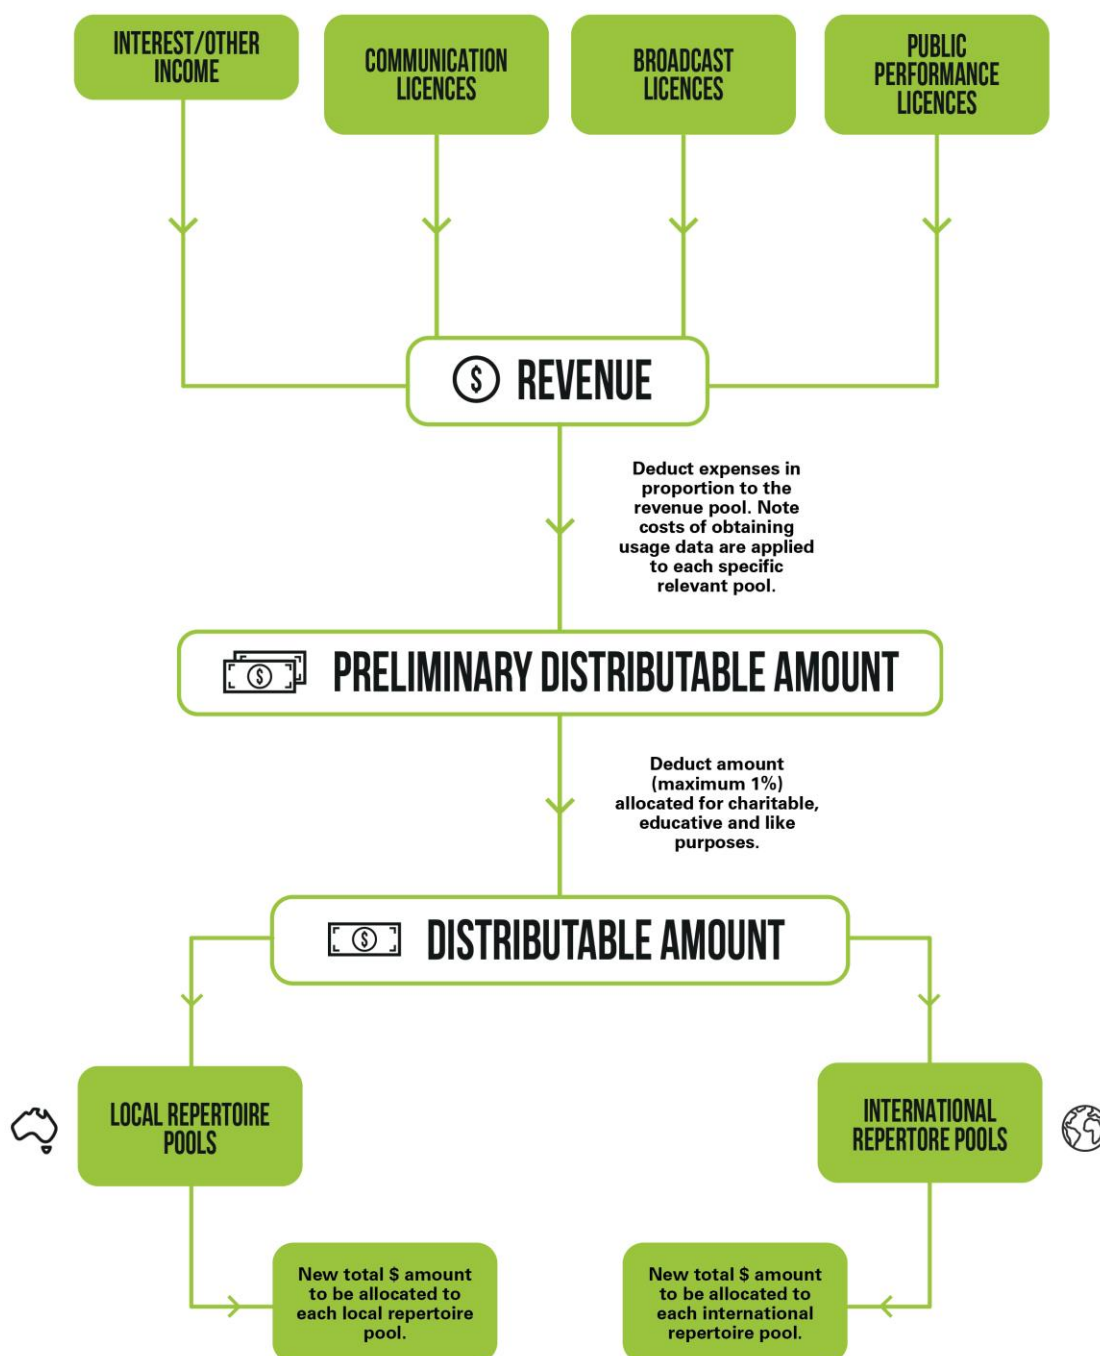 INTEREST/OTHER
INCOME
COMMUNICATION
LICENCES
BROADCAST
LICENCES
PUBLIC
PERFORMANCE
LICENCES
$ REVENUE
Deduct expenses in
proportion to the
revenue pool. Note
costs of obtaining
usage data are applied
to each specific
relevant pool.
$ PRELIMINARY DISTRIBUTABLE AMOUNT
Deduct amount
(maximum 1%)
allocated for charitable,
educative and like
purposes.
$ DISTRIBUTABLE AMOUNT
LOCAL REPERTOIRE
POOLS
INTERNATIONAL
REPERTORE POOLS
New total $ amount
to be allocated to
each local repertoire
pool.
New total $ amount
to be allocated to
each international
repertoire pool.